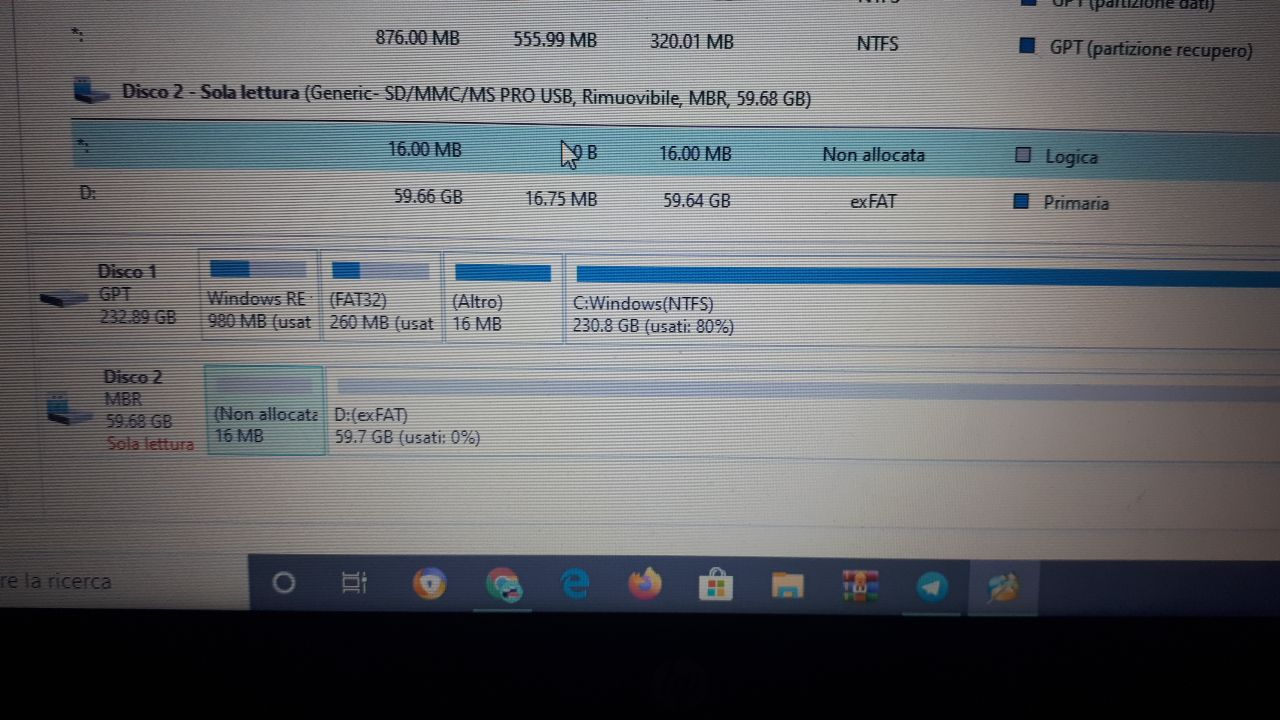 NTFS
GPT (partizione dati)
*: 876.00 MB 555.99 MB 320.01 MB NTFS GPT (partizione recupero)
Disco 2 - Sola lettura (Generic- SD/MMC/MS PRO USB, Rimuovibile, MBR, 59.68 GB)
*: 16.00 MB 0 B 16.00 MB Non allocata Logica
D: 59.66 GB 16.75 MB 59.64 GB exFAT Primaria
Disco 1
GPT
232.89 GB
Windows RE
980 MB (usat
(FAT32)
260 MB (usat
(Altro)
16 MB
C:Windows(NTFS)
230.8 GB (usati: 80%)
Disco 2
MBR
59.68 GB
Sola lettura
(Non allocata
16 MB
D:(exFAT)
59.7 GB (usati: 0%)
re la ricerca
hp